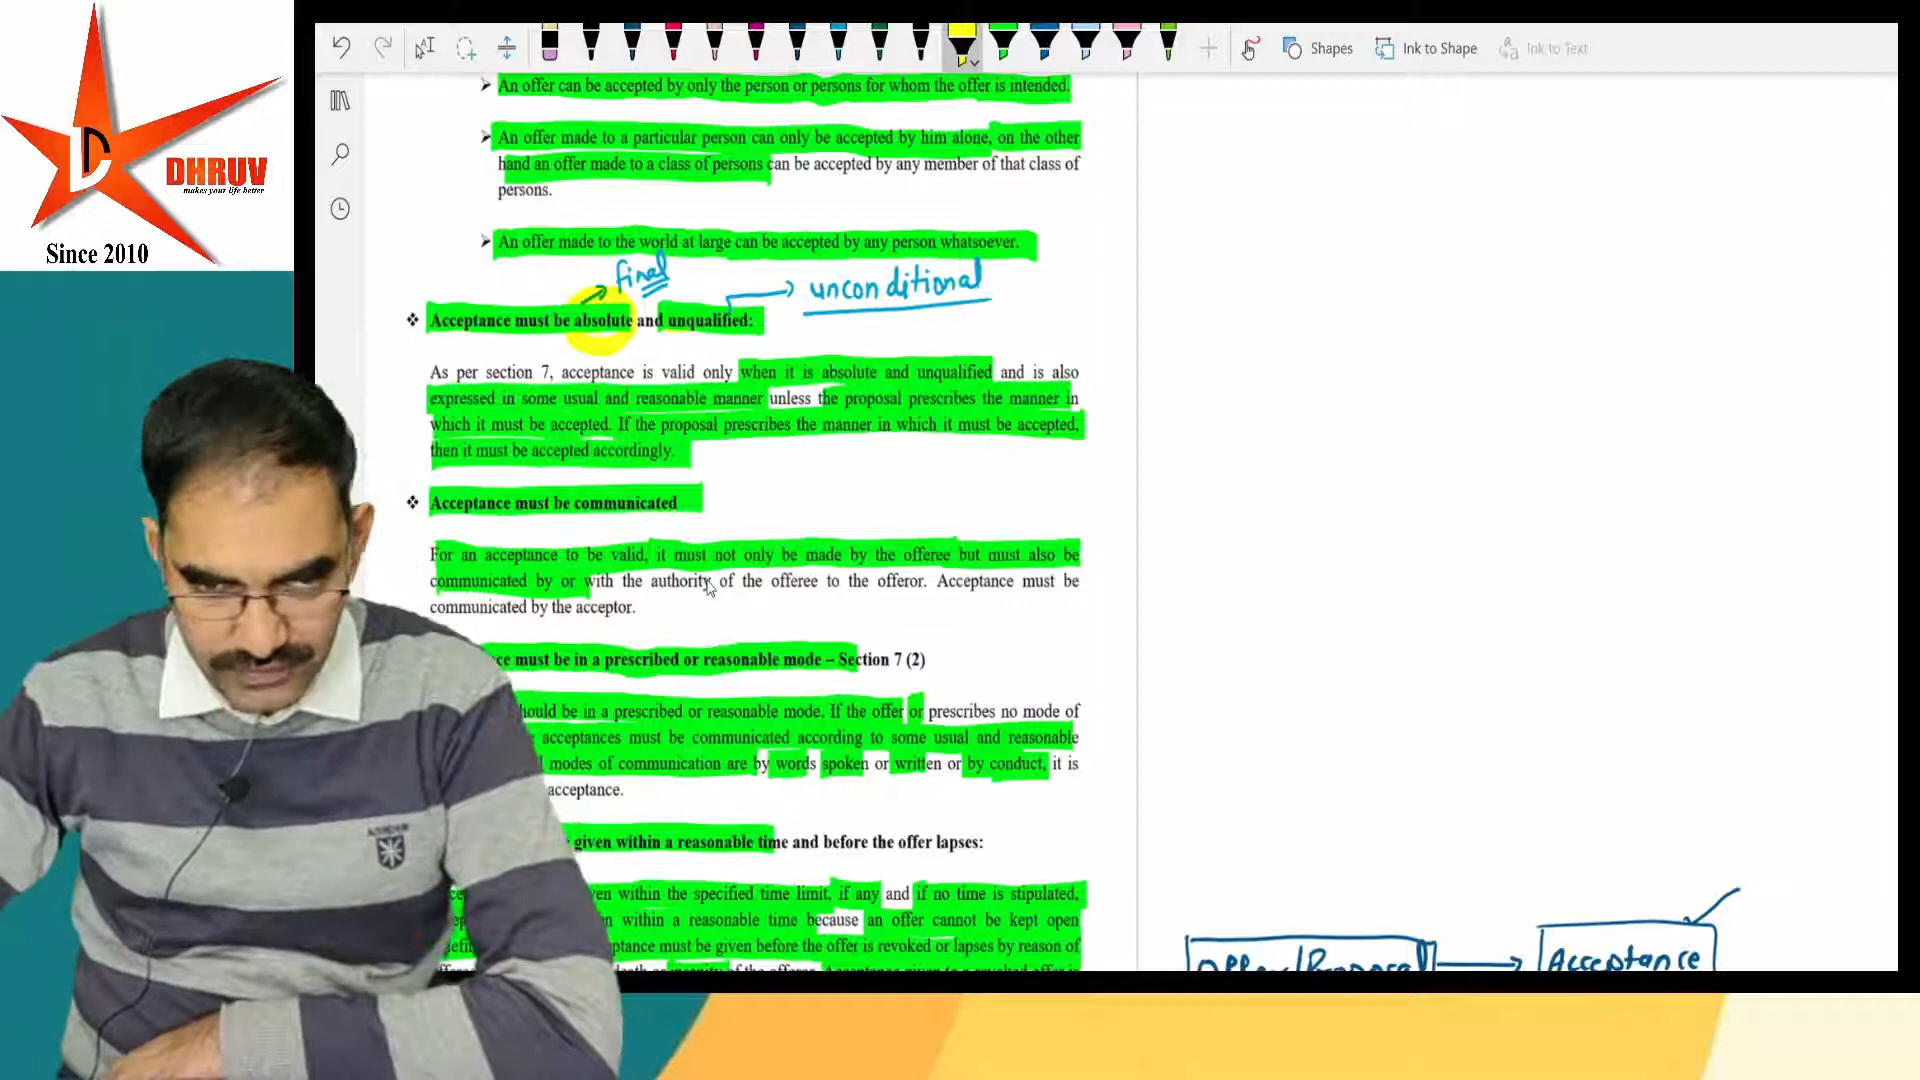 DHRUV
makes your life better
Since 2010
Shapes
Ink to Shape
Ink to Text
➢ An offer can be accepted by only the person or persons for whom the offer is intended.
➢ An offer made to a particular person can only be accepted by him alone, on the other
hand an offer made to a class of persons can be accepted by any member of that class of
persons.
➢ An offer made to the world at large can be accepted by any person whatsoever.
final
unconditional
❖ Acceptance must be absolute and unqualified:
As per section 7, acceptance is valid only when it is absolute and unqualified and is also
expressed in some usual and reasonable manner unless the proposal prescribes the manner in
which it must be accepted. If the proposal prescribes the manner in which it must be accepted,
then it must be accepted accordingly.
❖ Acceptance must be communicated
For an acceptance to be valid, it must not only be made by the offeree but must also be
communicated by or with the authority of the offeree to the offeror. Acceptance must be
communicated by the acceptor.
must be in a prescribed or reasonable mode – Section 7 (2)
should be in a prescribed or reasonable mode. If the offer or prescribes no mode of
acceptances must be communicated according to some usual and reasonable
modes of communication are by words spoken or written or by conduct, it is
acceptance.
given within a reasonable time and before the offer lapses:
within the specified time limit, if any and if no time is stipulated,
within a reasonable time because an offer cannot be kept open
must be given before the offer is revoked or lapses by reason of
or insanity of the offeror. Acceptance given to a revoked offer is
Offer/Proposal
Acceptance